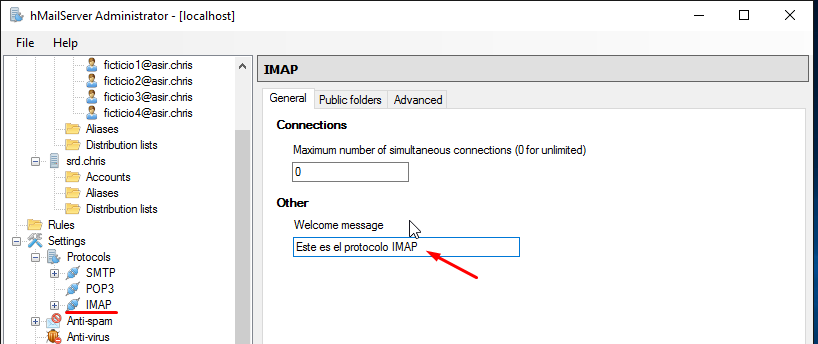 hMailServer Administrator - [localhost]
File Help
ficticio1@asir.chris
ficticio2@asir.chris
ficticio3@asir.chris
ficticio4@asir.chris
Aliases
Distribution lists
srd.chris
Accounts
Aliases
Distribution lists
Rules
Settings
Protocols
SMTP
POP3
IMAP
Anti-spam
Anti-virus
IMAP
General Public folders Advanced
Connections
Maximum number of simultaneous connections (0 for unlimited)
0
Other
Welcome message
Este es el protocolo IMAP